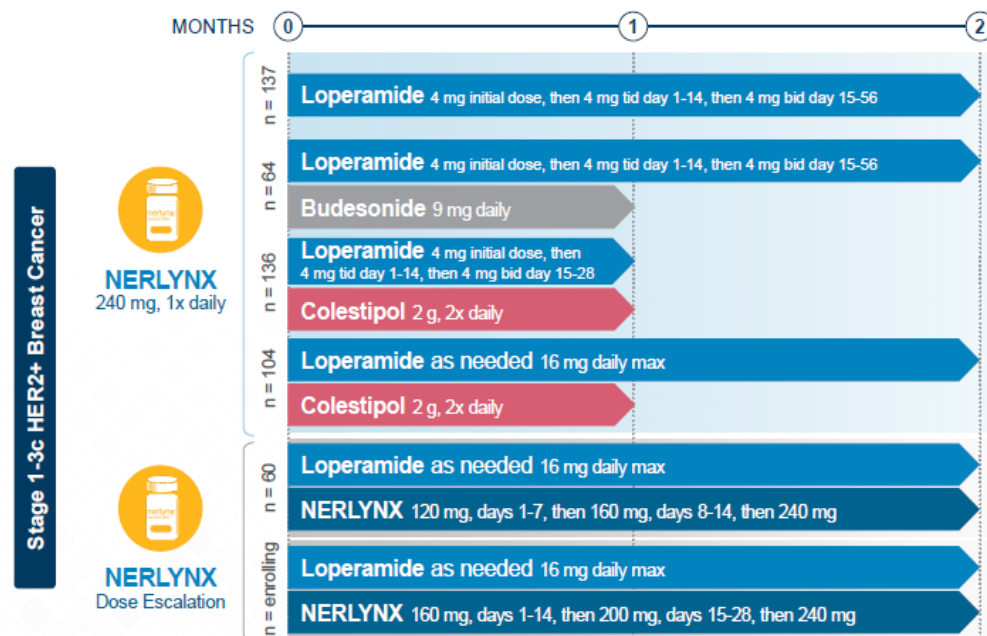 MONTHS 0 1 2
Stage 1-3c HER2+ Breast Cancer
nerlynx
NERLYNX
240 mg, 1x daily
n = 137
Loperamide 4 mg initial dose, then 4 mg tid day 1-14, then 4 mg bid day 15-56
n = 64
Loperamide 4 mg initial dose, then 4 mg tid day 1-14, then 4 mg bid day 15-56
Budesonide 9 mg daily
n = 136
Loperamide 4 mg initial dose, then
4 mg tid day 1-14, then 4 mg bid day 15-28
Colestipol 2 g, 2x daily
n = 104
Loperamide as needed 16 mg daily max
Colestipol 2 g, 2x daily
nerlynx
NERLYNX
Dose Escalation
n = 60
Loperamide as needed 16 mg daily max
NERLYNX 120 mg, days 1-7, then 160 mg, days 8-14, then 240 mg
n = enrolling
Loperamide as needed 16 mg daily max
NERLYNX 160 mg, days 1-14, then 200 mg, days 15-28, then 240 mg